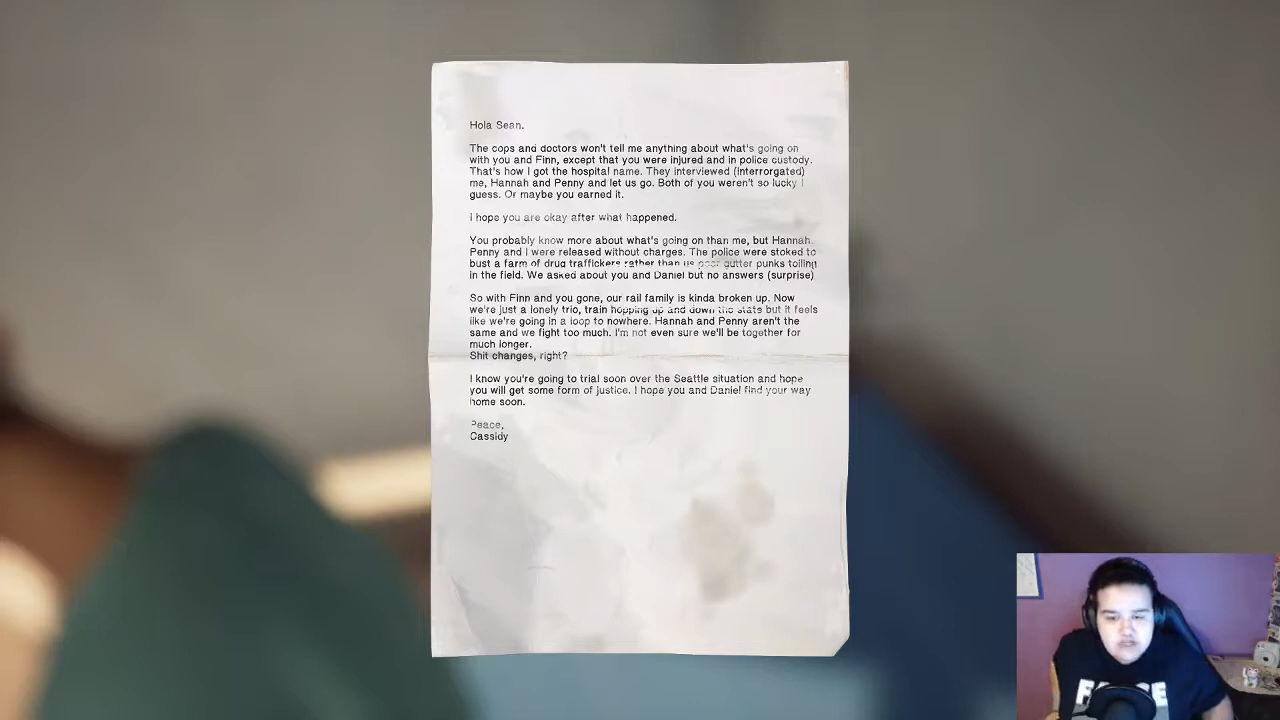 Hola Sean.
The cops and doctors won't tell me anything about what's going on
with you and Finn, except that you were injured and in police custody.
That's how I got the hospital name. They interviewed (interrorgated)
me, Hannah and Penny and let us go. Both of you weren't so lucky I
guess. Or maybe you earned it.
I hope you are okay after what happened.
You probably know more about what's going on than me, but Hannah,
Penny and I were released without charges. The police were stoked to
bust a farm of drug traffickers rather than us poor gutter punks toiling
in the field. We asked about you and Daniel but no answers (surprise)
So with Finn and you gone, our rail family is kinda broken up. Now
we're just a lonely trio, train hopping up and down the state but it feels
like we're going in a loop to nowhere. Hannah and Penny aren't the
same and we fight too much. I'm not even sure we'll be together for
much longer.
Shit changes, right?
I know you're going to trial soon over the Seattle situation and hope
you will get some form of justice. I hope you and Daniel find your way
home soon.
Peace,
Cassidy